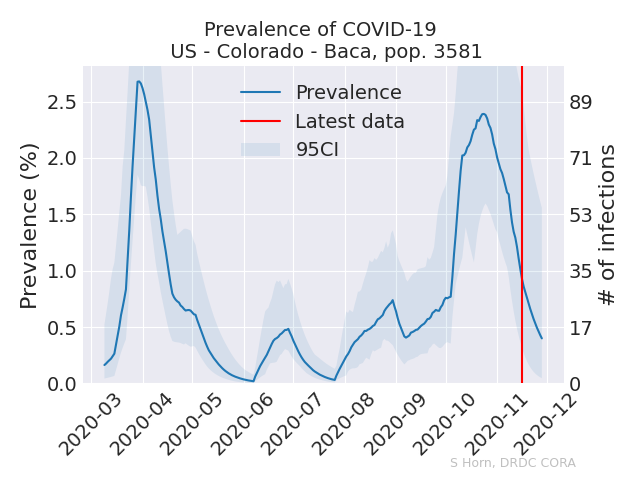 Prevalence of COVID-19
US - Colorado - Baca, pop. 3581
Prevalence (%)
2.5
2.0
1.5
1.0
0.5
0.0
Prevalence
Latest data
95CI
89
71
53
35
17
0
# of infections
2020-03
2020-04
2020-05
2020-06
2020-07
2020-08
2020-09
2020-10
2020-11
2020-12
S Horn, DRDC CORA